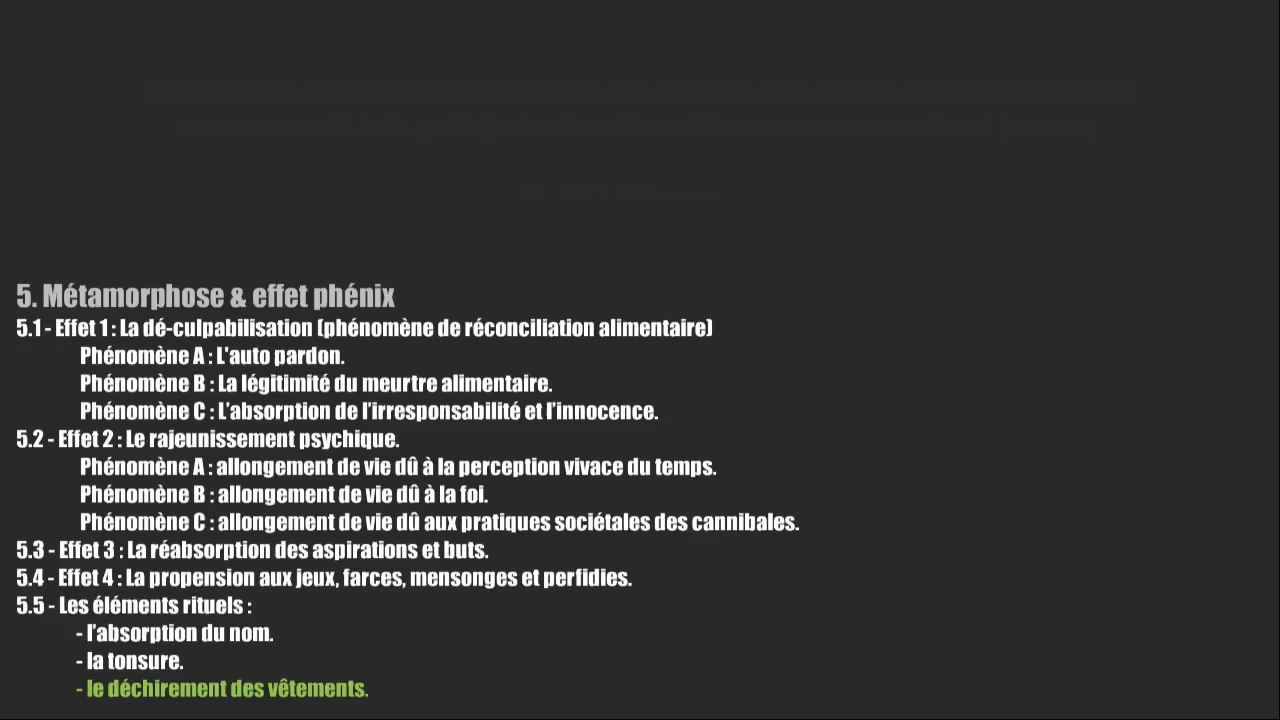 5. Métamorphose & effet phénix
5.1 - Effet 1 : La dé-culpabilisation (phénomène de réconciliation alimentaire)
Phénomène A : L'auto pardon.
Phénomène B : La légitimité du meurtre alimentaire.
Phénomène C : L'absorption de l'irresponsabilité et l'innocence.
5.2 - Effet 2 : Le rajeunissement psychique.
Phénomène A : allongement de vie dû à la perception vivace du temps.
Phénomène B : allongement de vie dû à la foi.
Phénomène C : allongement de vie dû aux pratiques sociétales des cannibales.
5.3 - Effet 3 : La réabsorption des aspirations et buts.
5.4 - Effet 4 : La propension aux jeux, farces, mensonges et perfidies.
5.5 - Les éléments rituels :
- l'absorption du nom.
- la tonsure.
- le déchirement des vêtements.